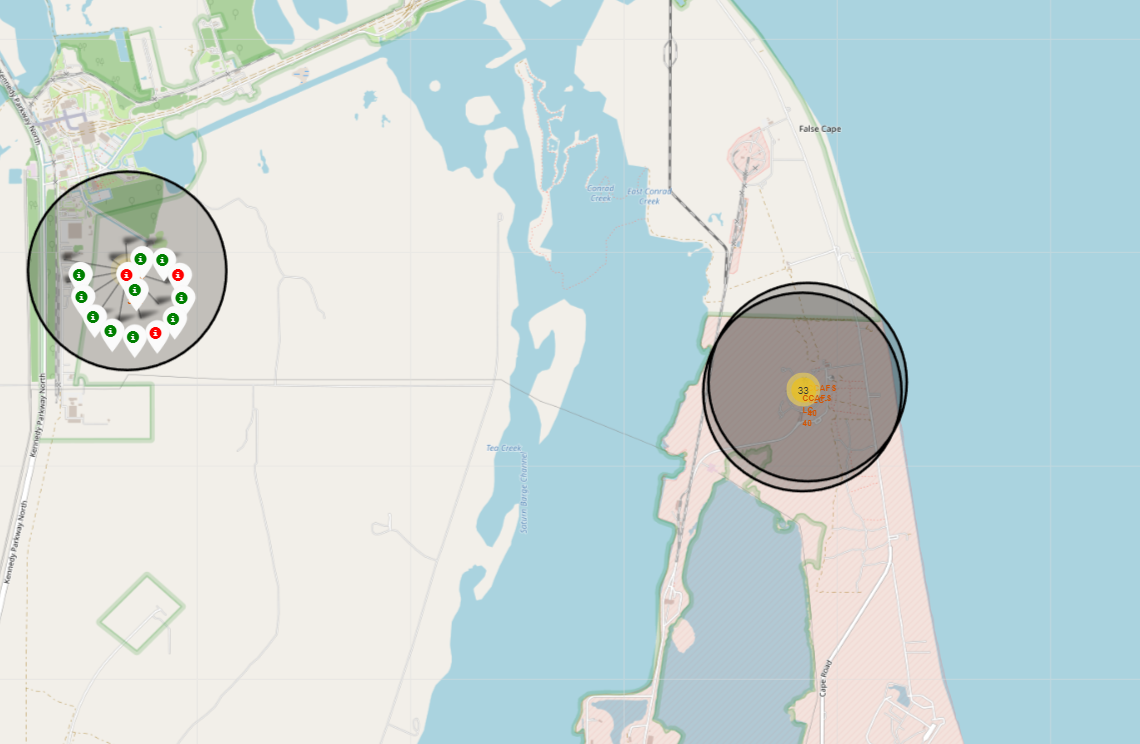 Kennedy Parkway North
False Cape
Conrad
Creek
East Conrad
Creek
33
CCAFS
40
Kennedy Parkway North
Tea Creek
Saturn Barge Channel
Kennedy Parkway North
Cape Road